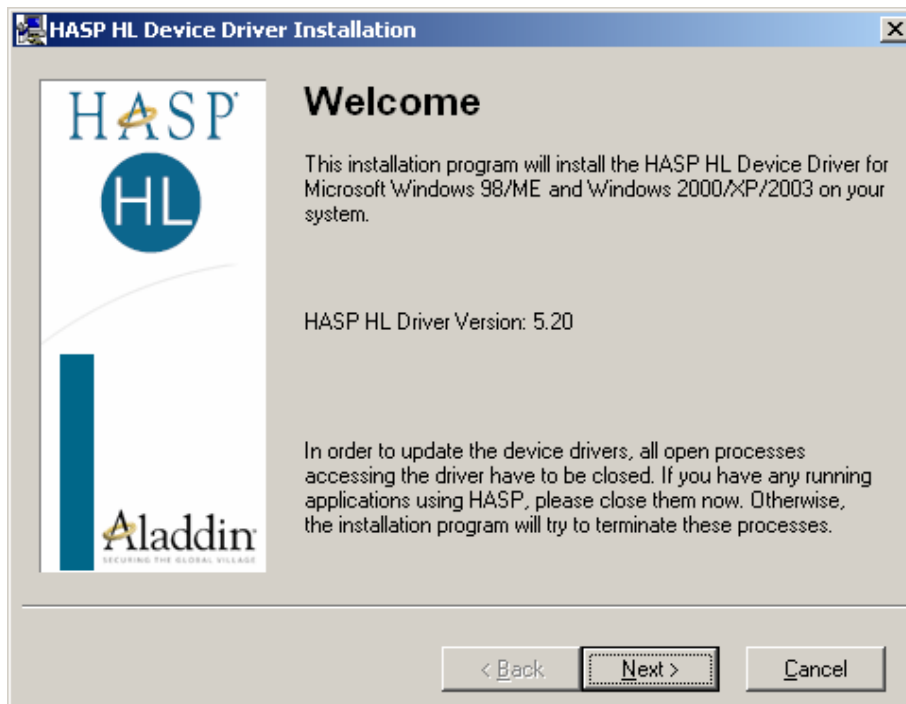 HASP HL Device Driver Installation
HASP
HL
Aladdin
SECURING THE GLOBAL VILLAGE
Welcome
This installation program will install the HASP HL Device Driver for
Microsoft Windows 98/ME and Windows 2000/XP/2003 on your
system.
HASP HL Driver Version: 5.20
In order to update the device drivers, all open processes
accessing the driver have to be closed. If you have any running
applications using HASP, please close them now. Otherwise,
the installation program will try to terminate these processes.
< Back
Next >
Cancel